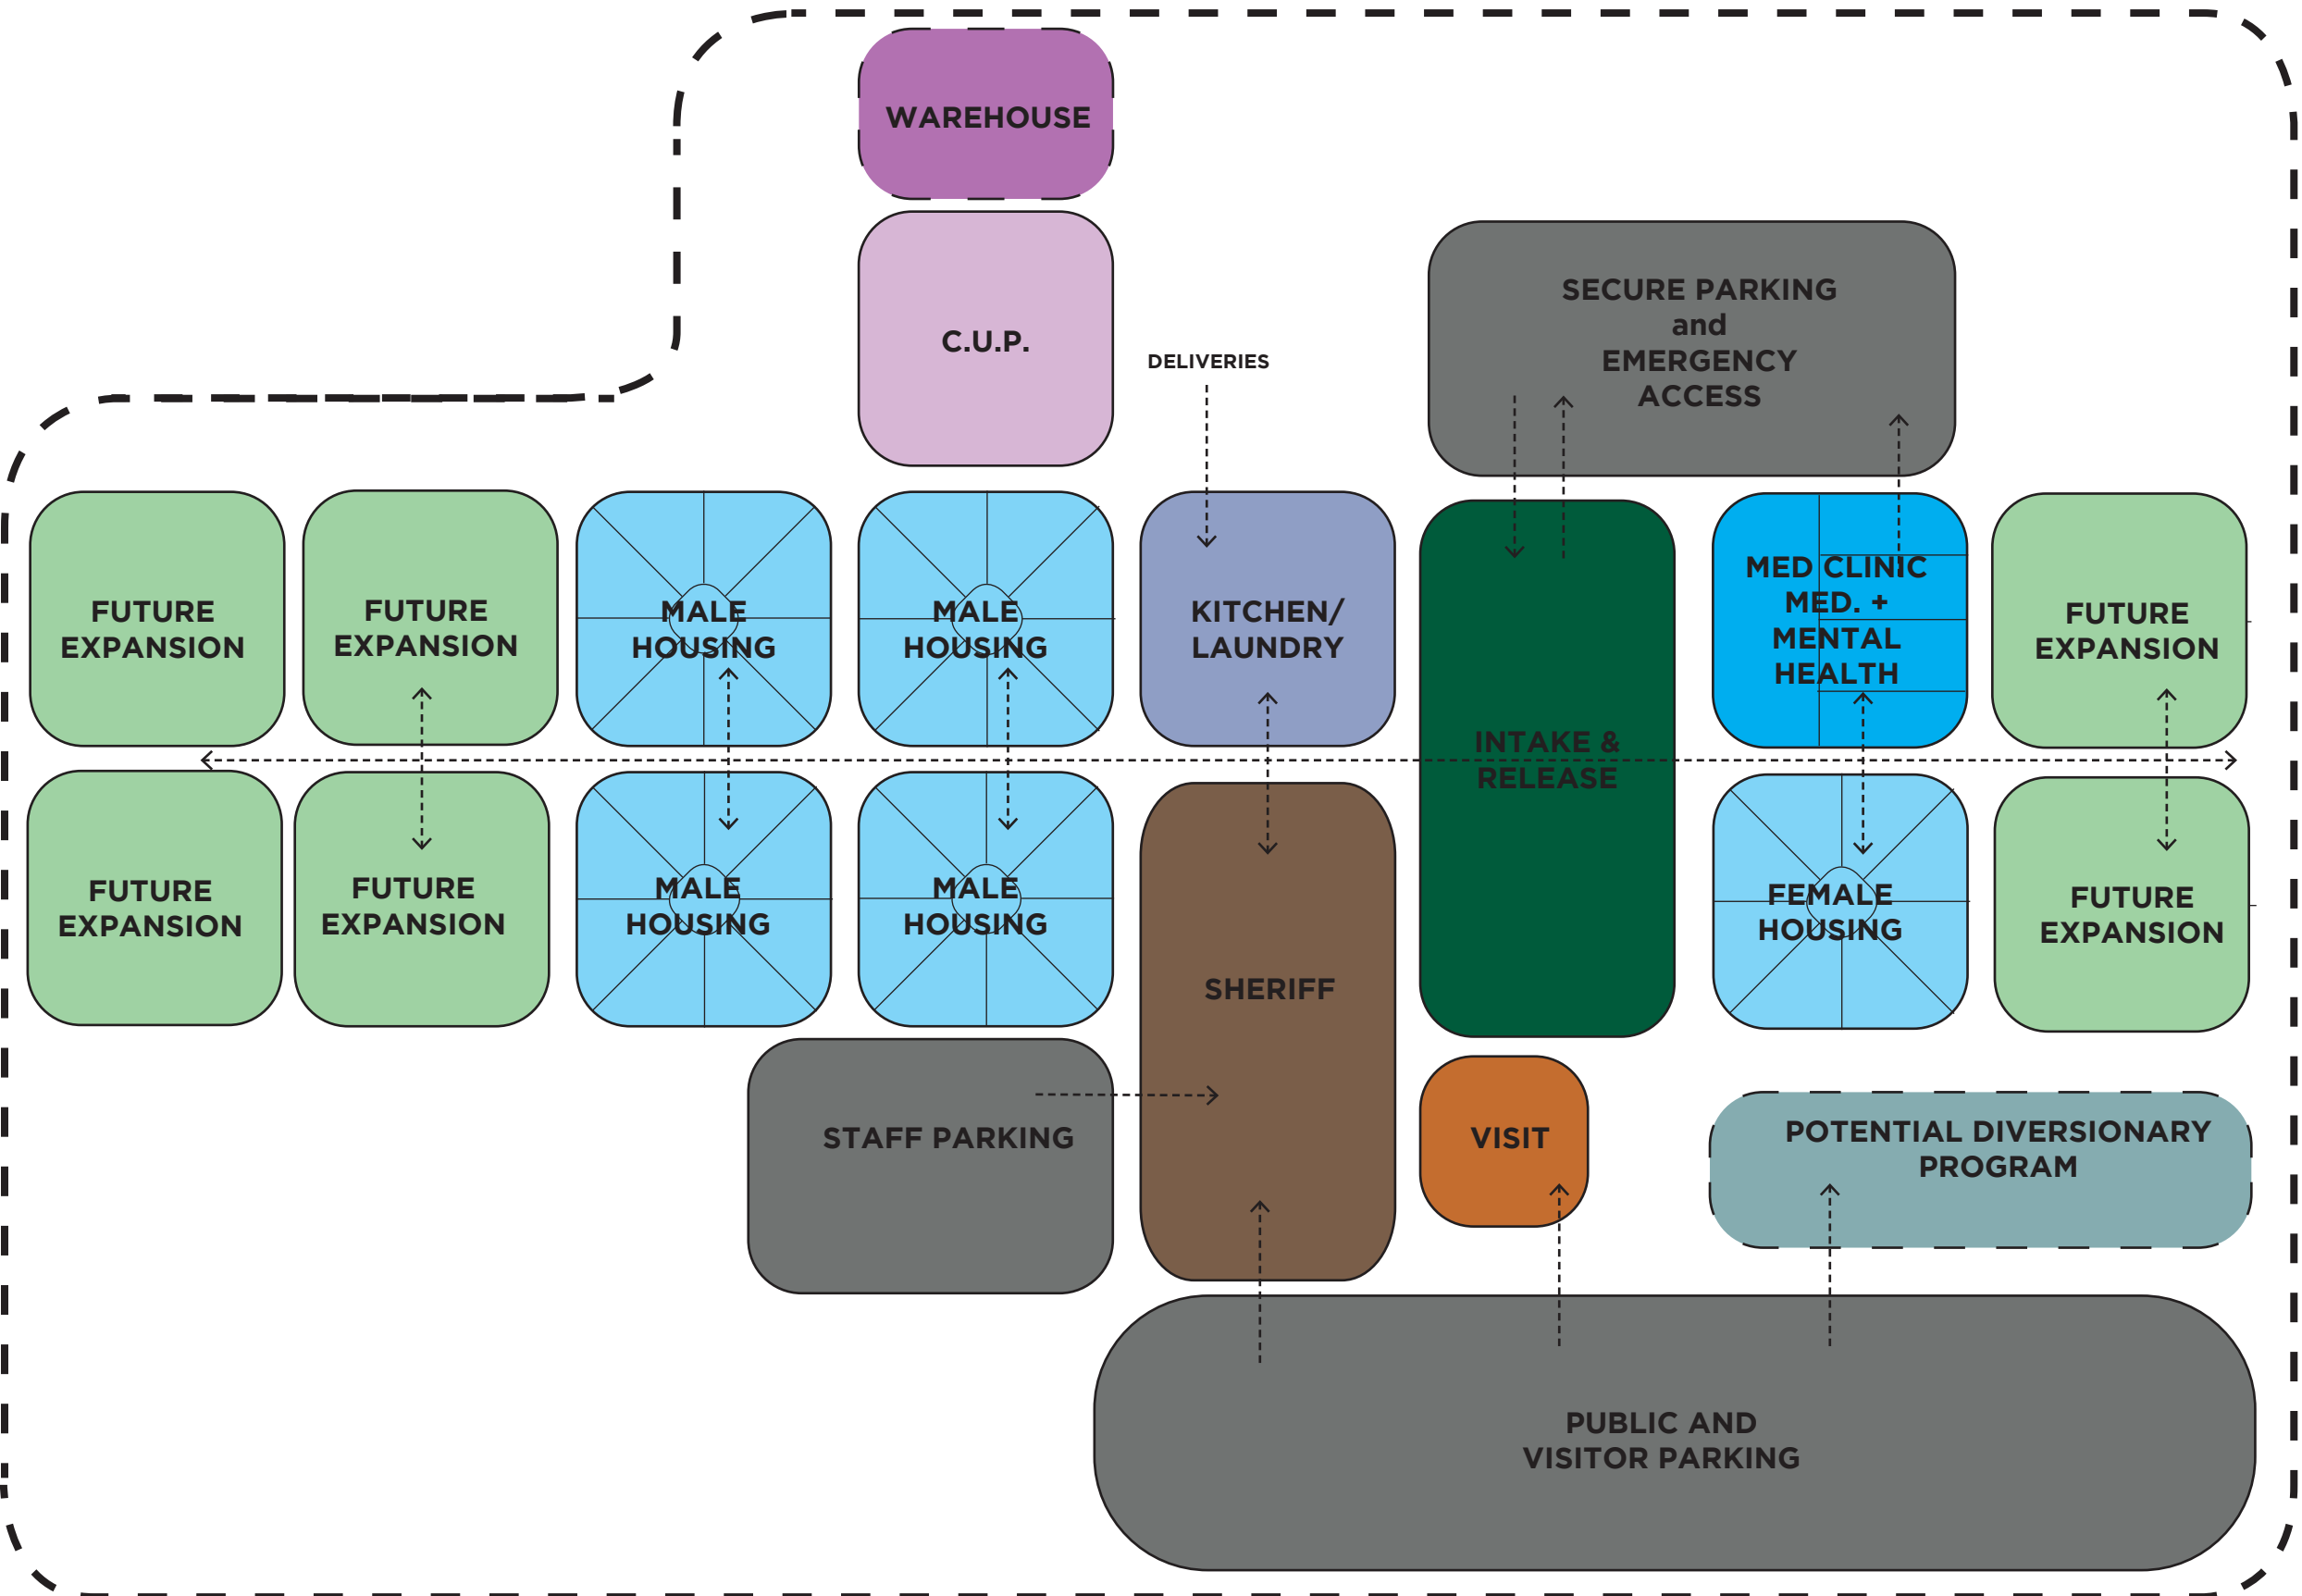 WAREHOUSE
C.U.P.
SECURE PARKING
and
EMERGENCY
ACCESS
DELIVERIES
FUTURE
EXPANSION
FUTURE
EXPANSION
MALE
HOUSING
MALE
HOUSING
KITCHEN/
LAUNDRY
INTAKE &
RELEASE
MED CLINIC
MED. +
MENTAL
HEALTH
FUTURE
EXPANSION
FUTURE
EXPANSION
FUTURE
EXPANSION
MALE
HOUSING
MALE
HOUSING
SHERIFF
FEMALE
HOUSING
FUTURE
EXPANSION
STAFF PARKING
VISIT
POTENTIAL DIVERSIONARY
PROGRAM
PUBLIC AND
VISITOR PARKING